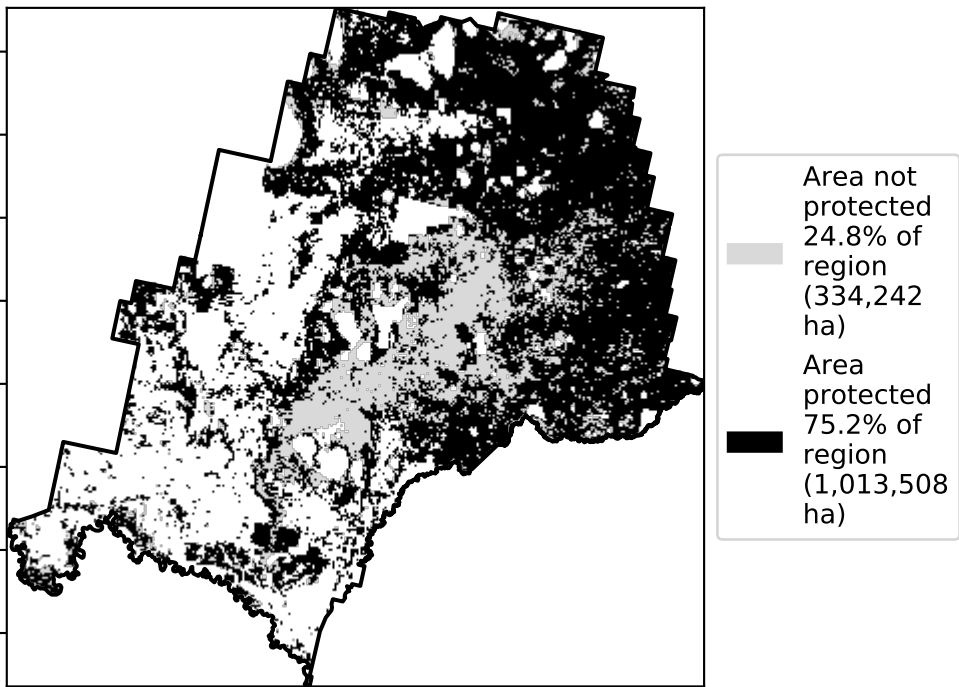 Area not
protected
24.8% of
region
(334,242
ha)
Area
protected
75.2% of
region
(1,013,508
ha)